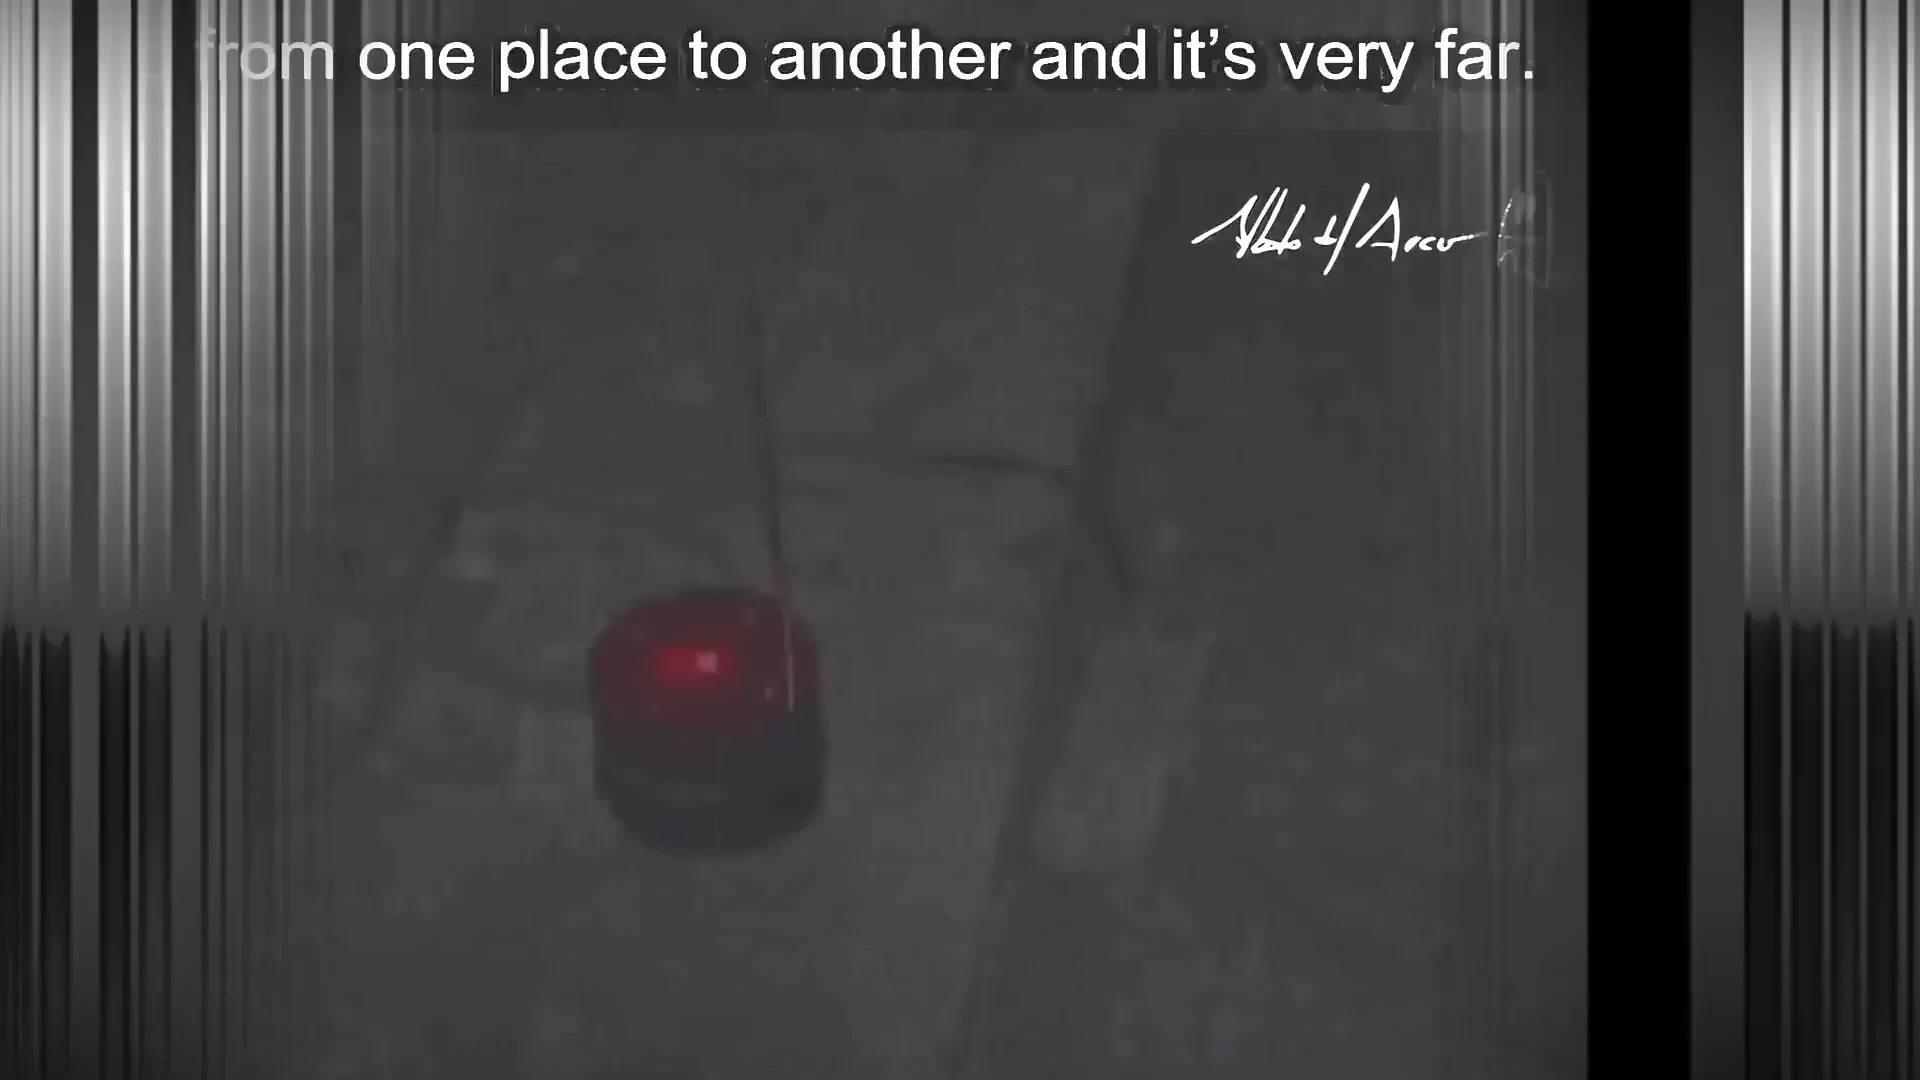 from one place to another and it’s very far.